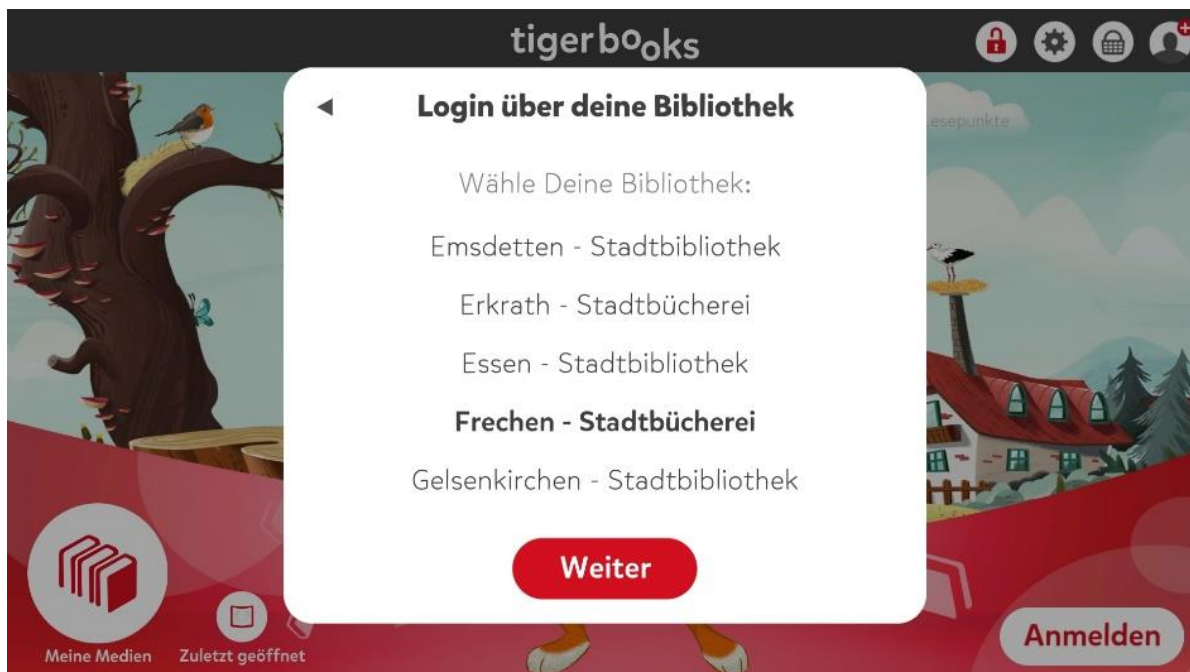 tigerbooks
Login über deine Bibliothek
Lesepunkte
Wähle Deine Bibliothek:
Emsdetten - Stadtbibliothek
Erkrath - Stadtbücherei
Essen - Stadtbibliothek
Frechen - Stadtbücherei
Gelsenkirchen - Stadtbibliothek
Weiter
Anmelden
Meine Medien
Zuletzt geöffnet